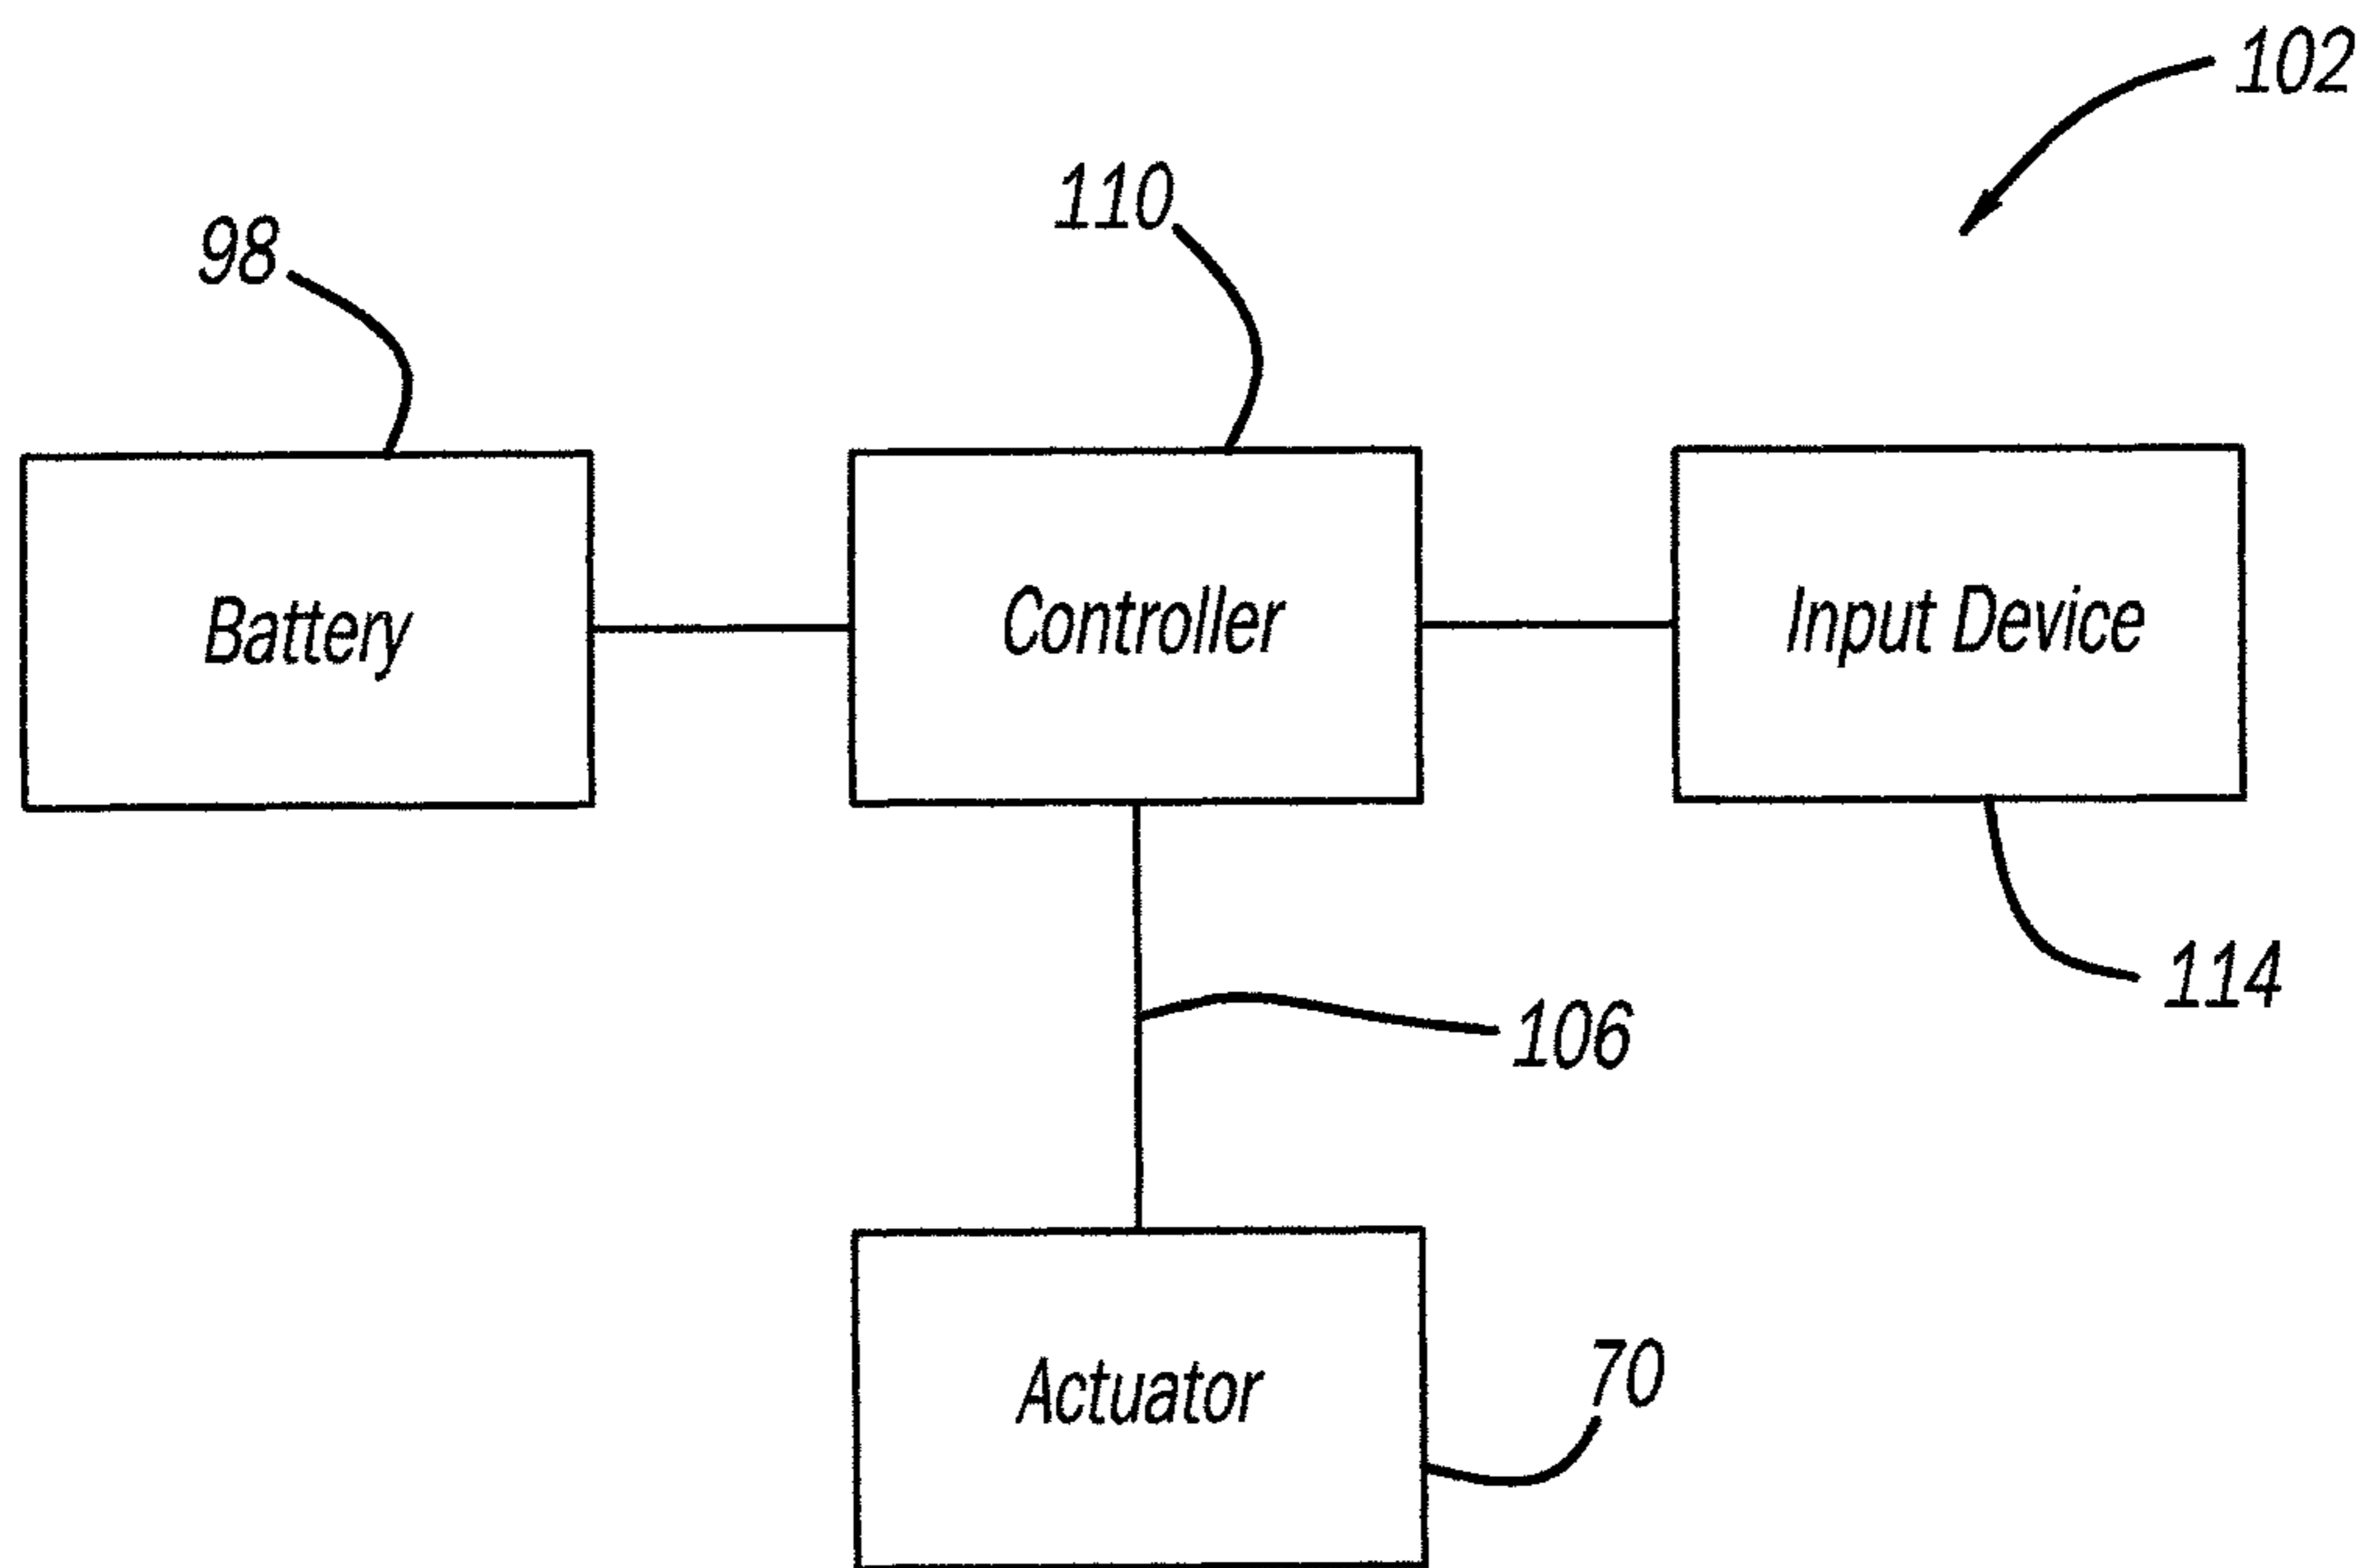 102
110
98
Battery
Controller
Input Device
114
106
70
Actuator